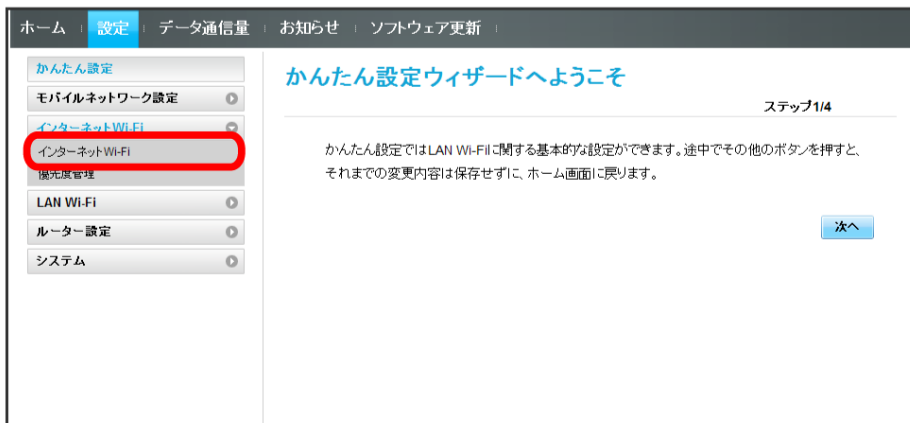 ホーム 設定 データ通信量 お知らせ ソフトウェア更新
かんたん設定
モバイルネットワーク設定
インターネットWi-Fi
インターネットWi-Fi
優先度管理
LAN Wi-Fi
ルーター設定
システム
かんたん設定ウィザードへようこそ
ステップ1/4
かんたん設定ではLAN Wi-Fiに関する基本的な設定ができます。途中でその他のボタンを押すと、
それまでの変更内容は保存せずに、ホーム画面に戻ります。
次へ